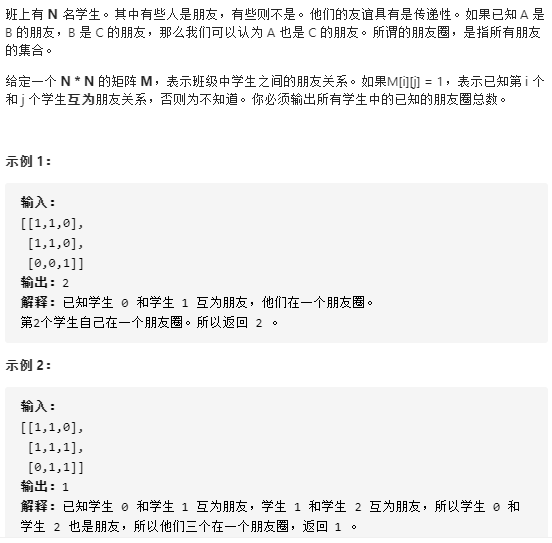 班上有 N 名学生。其中有些人是朋友，有些则不是。他们的友谊具有是传递性。如果已知 A 是
B 的朋友，B 是 C 的朋友，那么我们可以认为 A 也是 C 的朋友。所谓的朋友圈，是指所有朋友
的集合。
给定一个 N * N 的矩阵 M，表示班级中学生之间的朋友关系。如果M[i][j] = 1，表示已知第 i 个
和 j 个学生互为朋友关系，否则为不知道。你必须输出所有学生中的已知的朋友圈总数。
示例 1：
输入：
[[1,1,0],
[1,1,0],
[0,0,1]]
输出：2
解释：已知学生 0 和学生 1 互为朋友，他们在一个朋友圈。
第2个学生自己在一个朋友圈。所以返回 2 。
示例 2：
输入：
[[1,1,0],
[1,1,1],
[0,1,1]]
输出：1
解释：已知学生 0 和学生 1 互为朋友，学生 1 和学生 2 互为朋友，所以学生 0 和
学生 2 也是朋友，所以他们三个在一个朋友圈，返回 1 。